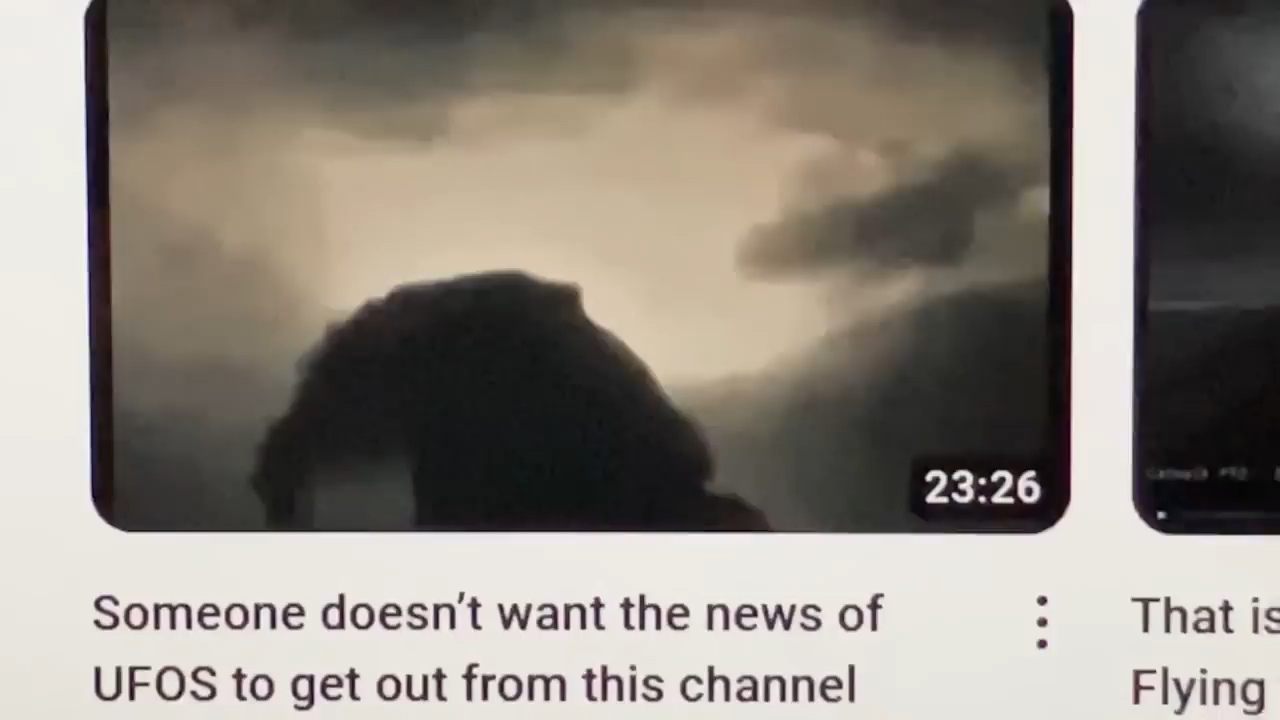 23:26
Someone doesn't want the news of
UFOS to get out from this channel
That is
Flying